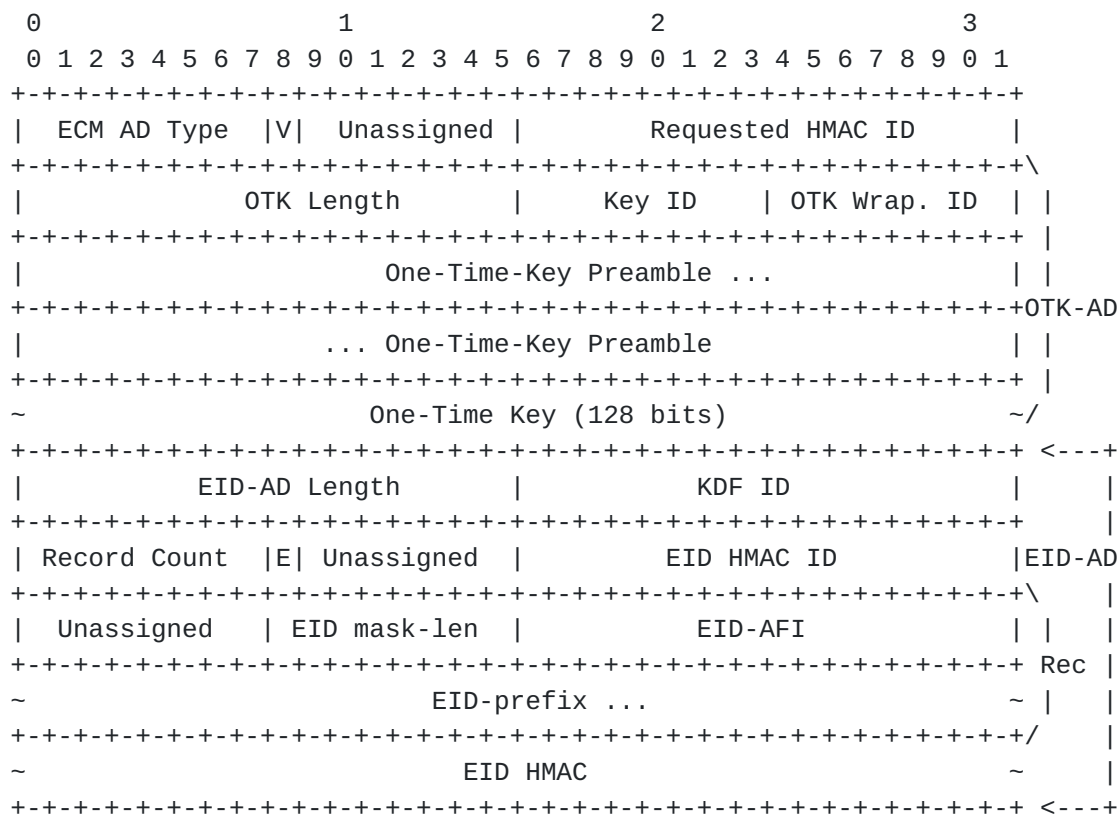 0                   1                   2                   3
 0 1 2 3 4 5 6 7 8 9 0 1 2 3 4 5 6 7 8 9 0 1 2 3 4 5 6 7 8 9 0 1
+-+-+-+-+-+-+-+-+-+-+-+-+-+-+-+-+-+-+-+-+-+-+-+-+-+-+-+-+-+-+-+-+
|  ECM AD Type  |V|  Unassigned |        Requested HMAC ID      |
+-+-+-+-+-+-+-+-+-+-+-+-+-+-+-+-+-+-+-+-+-+-+-+-+-+-+-+-+-+-+-+-+\
|              OTK Length       |     Key ID    | OTK Wrap. ID  | |
+-+-+-+-+-+-+-+-+-+-+-+-+-+-+-+-+-+-+-+-+-+-+-+-+-+-+-+-+-+-+-+-+ |
|                       One-Time-Key Preamble ...               | |
+-+-+-+-+-+-+-+-+-+-+-+-+-+-+-+-+-+-+-+-+-+-+-+-+-+-+-+-+-+-+-+-+OTK-AD
|                   ... One-Time-Key Preamble                   | |
+-+-+-+-+-+-+-+-+-+-+-+-+-+-+-+-+-+-+-+-+-+-+-+-+-+-+-+-+-+-+-+-+ |
~                      One-Time Key (128 bits)                  ~/
+-+-+-+-+-+-+-+-+-+-+-+-+-+-+-+-+-+-+-+-+-+-+-+-+-+-+-+-+-+-+-+-+ <---+
|           EID-AD Length       |           KDF ID              |     |
+-+-+-+-+-+-+-+-+-+-+-+-+-+-+-+-+-+-+-+-+-+-+-+-+-+-+-+-+-+-+-+-+     |
| Record Count  |E| Unassigned  |         EID HMAC ID           |EID-AD
+-+-+-+-+-+-+-+-+-+-+-+-+-+-+-+-+-+-+-+-+-+-+-+-+-+-+-+-+-+-+-+-+\    |
|  Unassigned   | EID mask-len  |           EID-AFI             | |   |
+-+-+-+-+-+-+-+-+-+-+-+-+-+-+-+-+-+-+-+-+-+-+-+-+-+-+-+-+-+-+-+-+ Rec |
~                          EID-prefix ...                       ~ |   |
+-+-+-+-+-+-+-+-+-+-+-+-+-+-+-+-+-+-+-+-+-+-+-+-+-+-+-+-+-+-+-+-+/    |
~                            EID HMAC                           ~     |
+-+-+-+-+-+-+-+-+-+-+-+-+-+-+-+-+-+-+-+-+-+-+-+-+-+-+-+-+-+-+-+-+ <---+